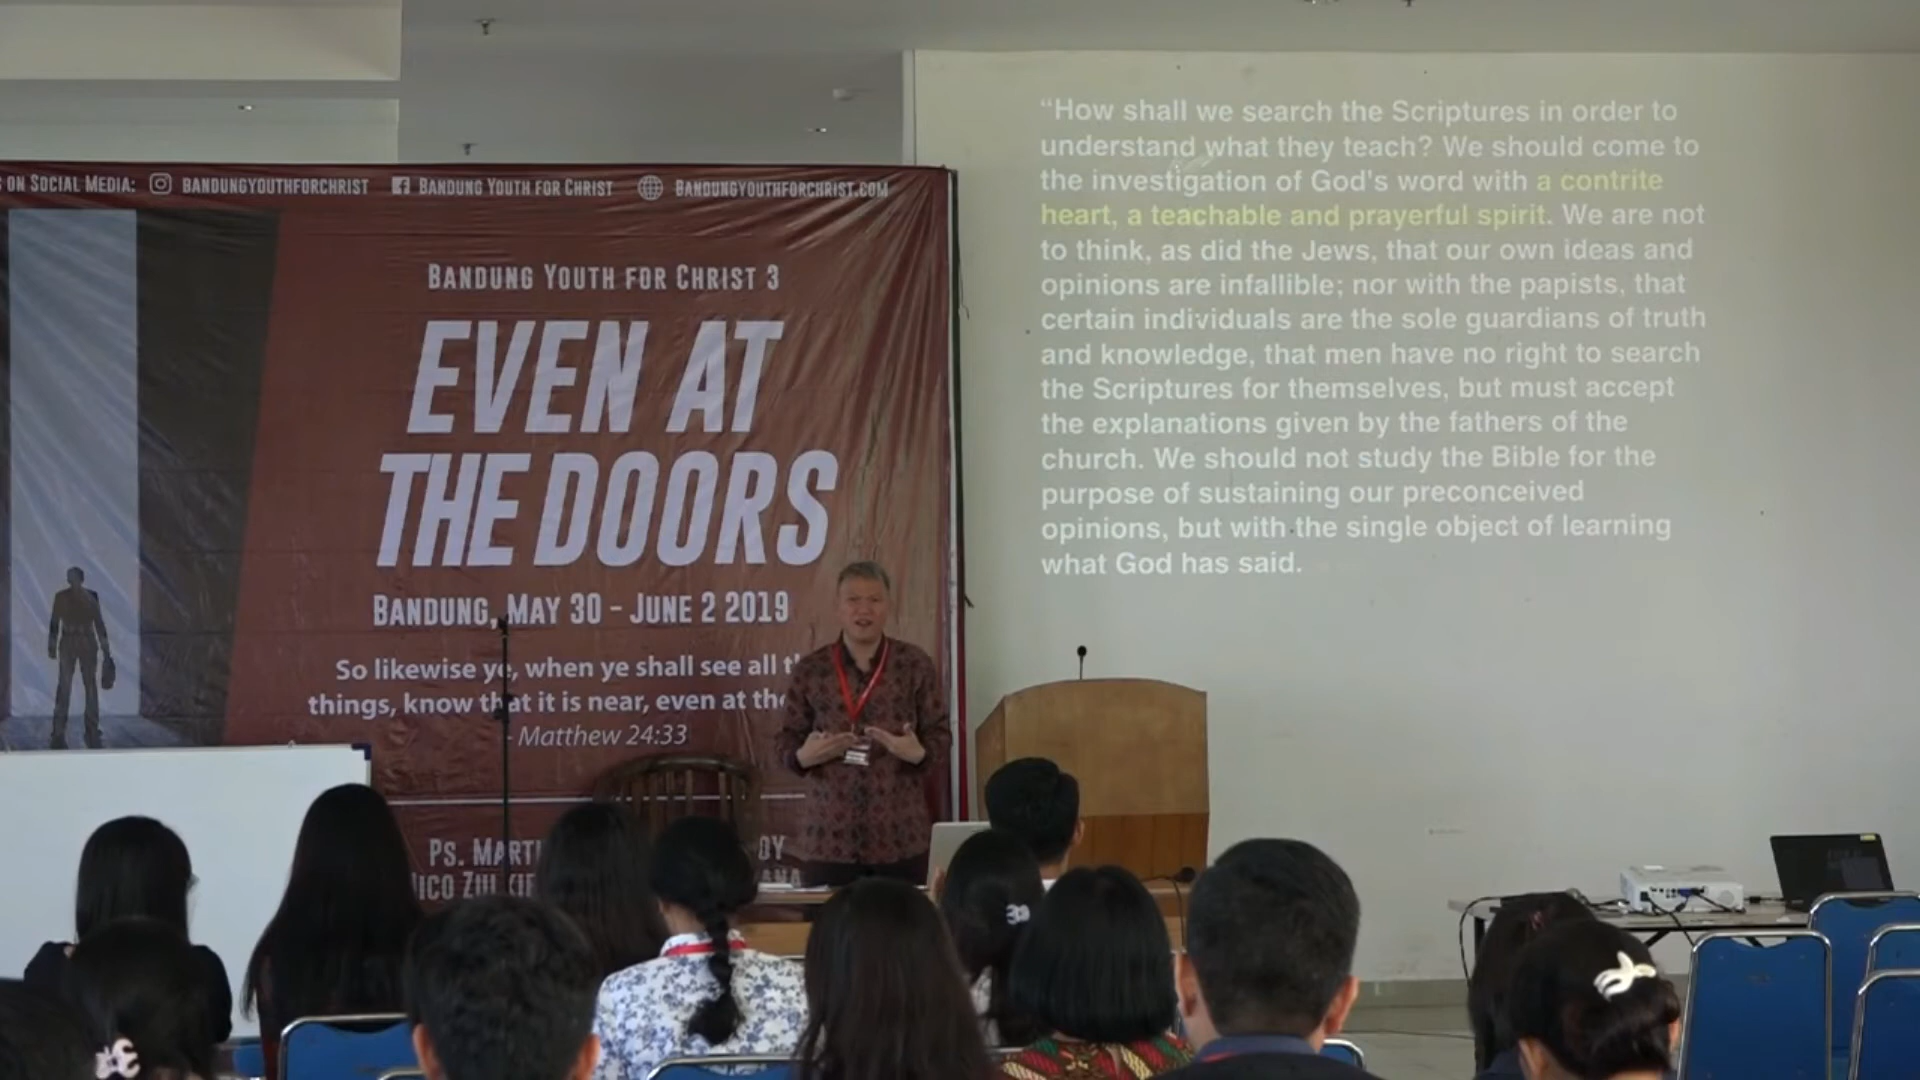 ON SOCIAL MEDIA: BANDUNGYOUTHFORCHRIST BANDUNG YOUTH FOR CHRIST BANDUNGYOUTHFORCHRIST.COM
BANDUNG YOUTH FOR CHRIST 3
EVEN AT
THE DOORS
BANDUNG, MAY 30 - JUNE 2 2019
So likewise ye, when ye shall see all
things, know that it is near, even at
- Matthew 24:33
PS.
“How shall we search the Scriptures in order to
understand what they teach? We should come to
the investigation of God's word with a contrite
heart, a teachable and prayerful spirit. We are not
to think, as did the Jews, that our own ideas and
opinions are infallible; nor with the papists, that
certain individuals are the sole guardians of truth
and knowledge, that men have no right to search
the Scriptures for themselves, but must accept
the explanations given by the fathers of the
church. We should not study the Bible for the
purpose of sustaining our preconceived
opinions, but with the single object of learning
what God has said.